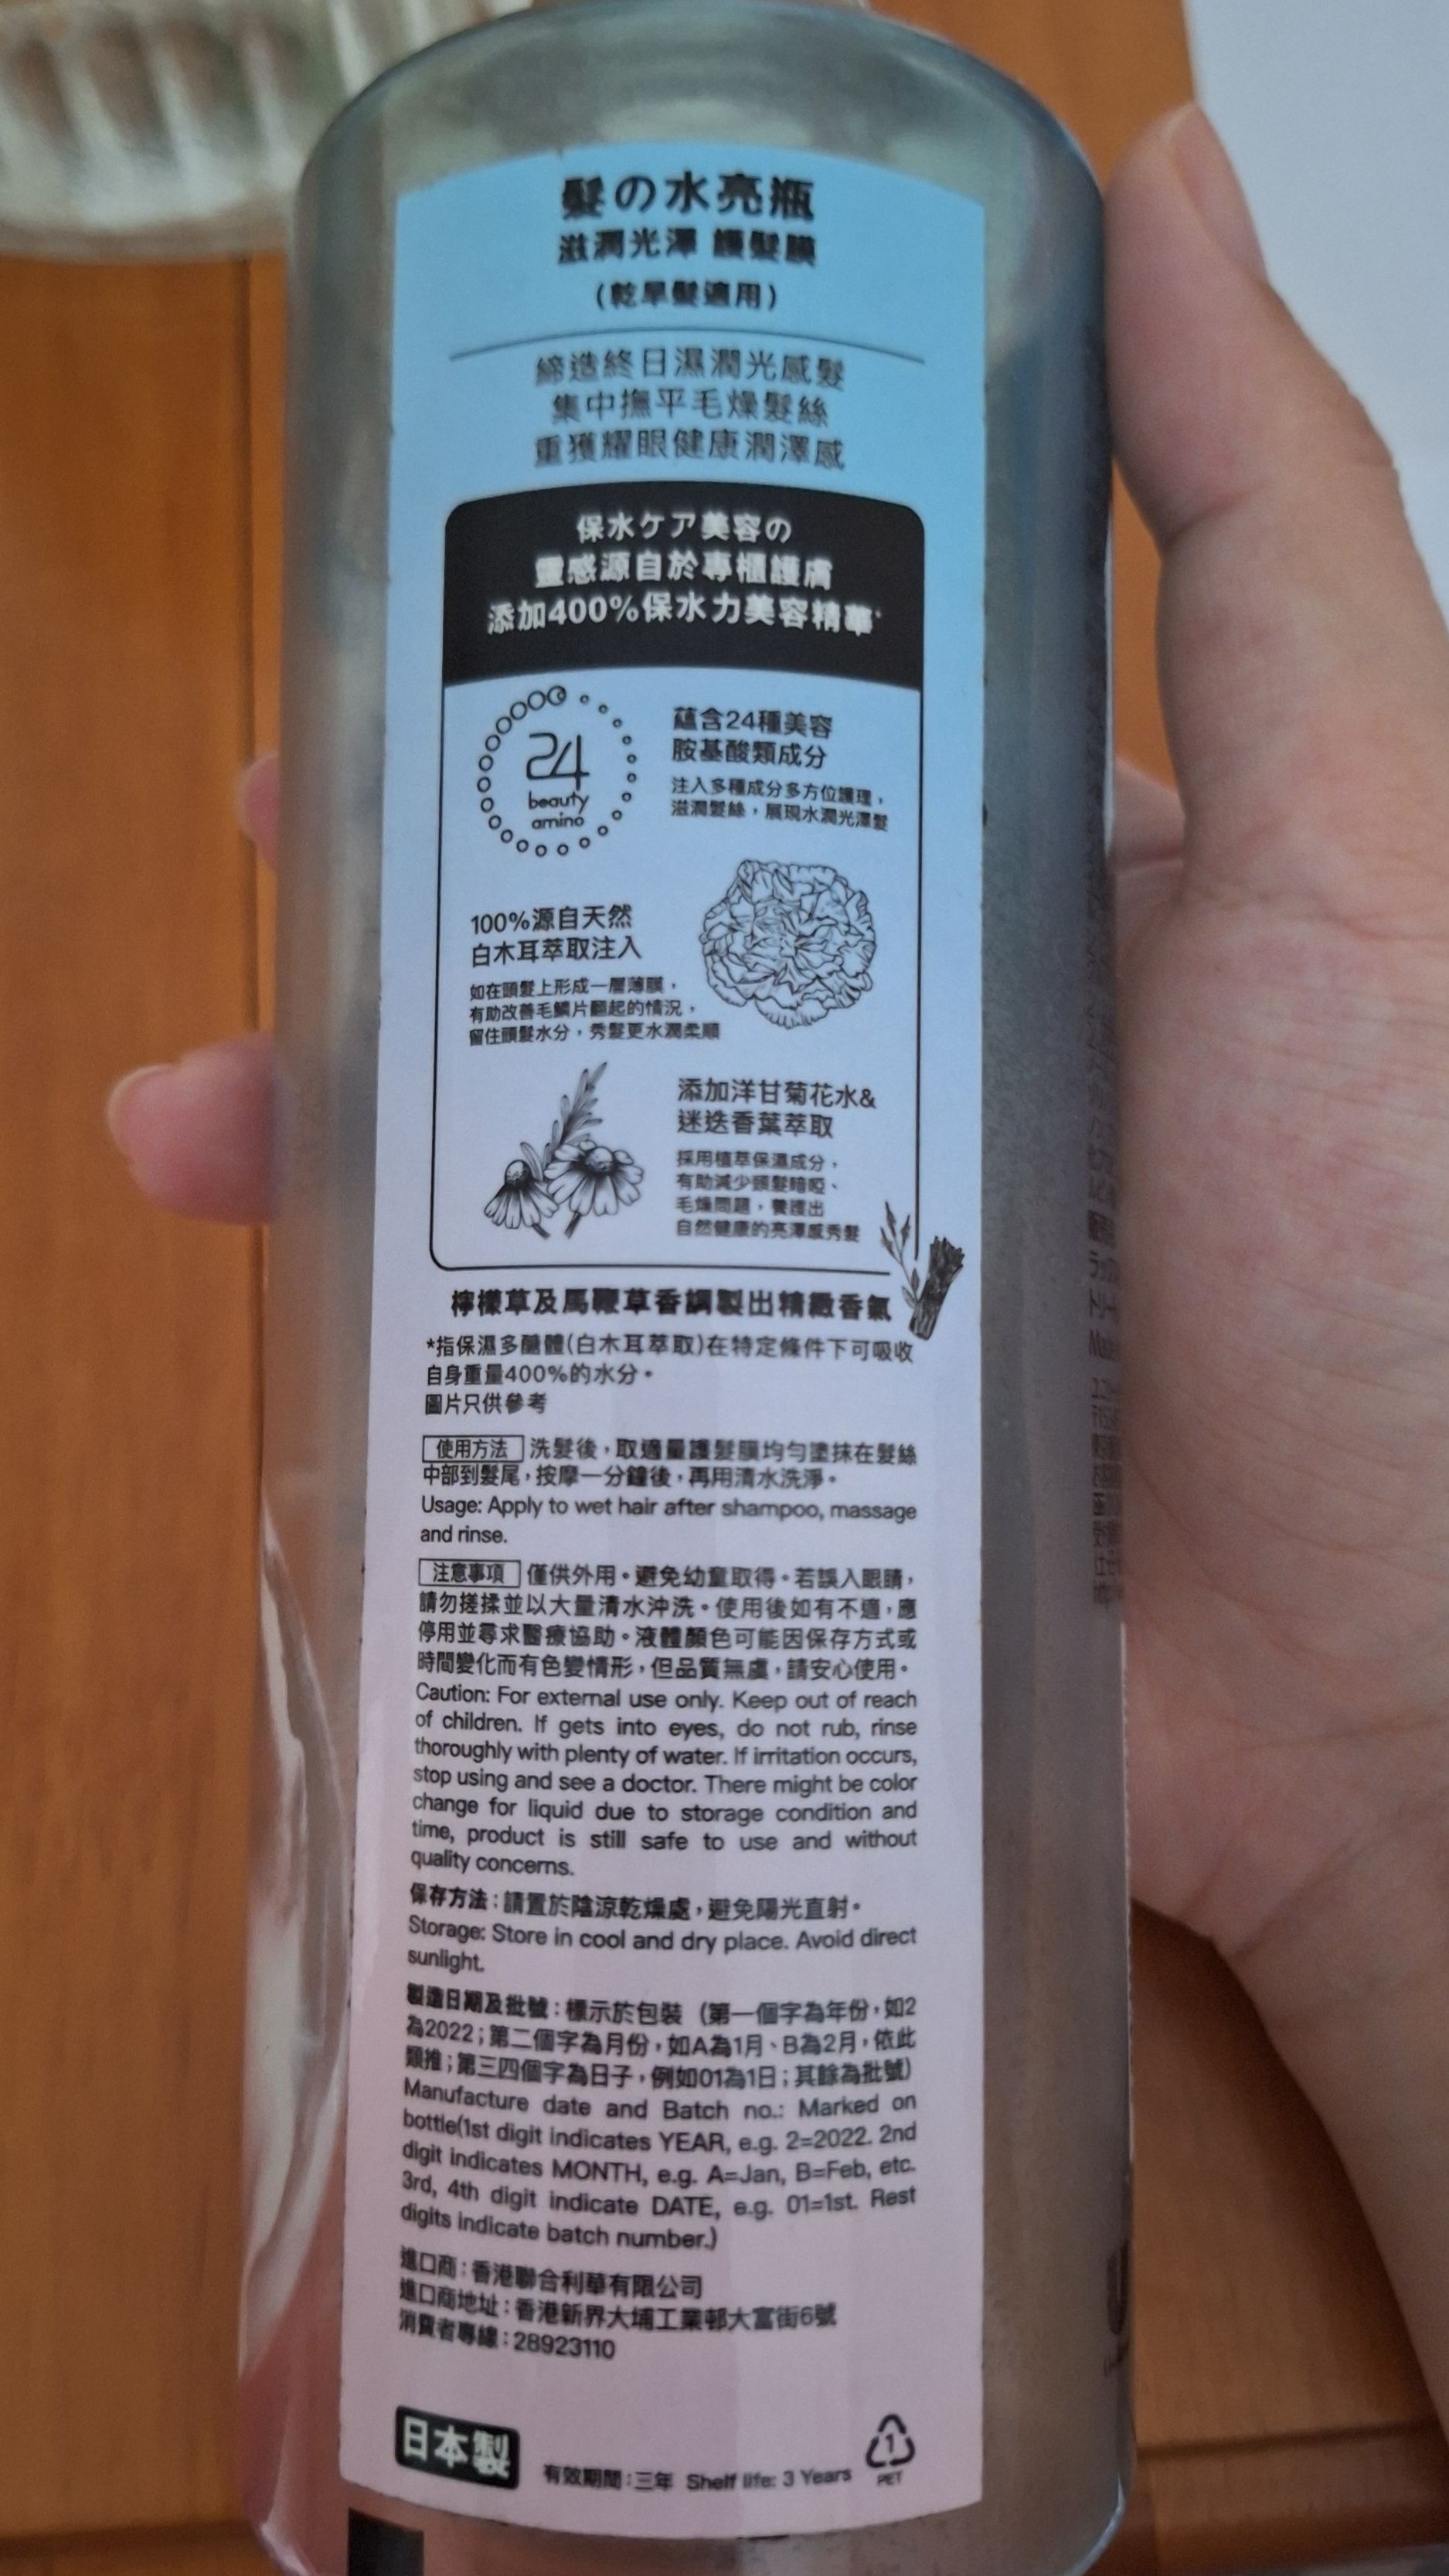 髮の水亮瓶
滋潤光澤 護髮膜
(乾旱髮適用)
締造終日濕潤光感髮
集中撫平毛燥髮絲
重獲耀眼健康潤澤感
保水ケア美容の
靈感源自於專櫃護膚
添加400%保水力美容精華*
24
beauty
amino
蘊含24種美容
胺基酸類成分
注入多種成分多方位護理，
滋潤髮絲，展現水潤光澤髮
100%源自天然
白木耳萃取注入
如在頭髮上形成一層薄膜，
有助改善毛鱗片翻起的情況，
留住頭髮水分，秀髮更水潤柔順
添加洋甘菊花水&
迷迭香葉萃取
採用植萃保濕成分，
有助減少頭髮暗啞、
毛燥問題，養護出
自然健康的亮澤感秀髮
檸檬草及馬鞭草香調製出精緻香氣
*指保濕多醣體(白木耳萃取)在特定條件下可吸收
自身重量400%的水分。
圖片只供參考
使用方法 洗髮後，取適量護髮膜均勻塗抹在髮絲
中部到髮尾，按摩一分鐘後，再用清水洗淨。
Usage: Apply to wet hair after shampoo, massage
and rinse.
注意事項 僅供外用。避免幼童取得。若誤入眼睛，
請勿搓揉並以大量清水沖洗。使用後如有不適，應
停用並尋求醫療協助。液體顏色可能因保存方式或
時間變化而有色變情形，但品質無虞，請安心使用。
Caution: For external use only. Keep out of reach
of children. If gets into eyes, do not rub, rinse
thoroughly with plenty of water. If irritation occurs,
stop using and see a doctor. There might be color
change for liquid due to storage condition and
time, product is still safe to use and without
quality concerns.
保存方法：請置於陰涼乾燥處，避免陽光直射。
Storage: Store in cool and dry place. Avoid direct
sunlight.
製造日期及批號：標示於包裝（第一個字為年份，如2
為2022；第二個字為月份，如A為1月、B為2月，依此
類推；第三四個字為日子，例如01為1日；其餘為批號）
Manufacture date and Batch no.: Marked on
bottle(1st digit indicates YEAR, e.g. 2=2022. 2nd
digit indicates MONTH, e.g. A=Jan, B=Feb, etc.
3rd, 4th digit indicate DATE, e.g. 01=1st. Rest
digits indicate batch number.)
進口商：香港聯合利華有限公司
進口商地址：香港新界大埔工業邨大富街6號
消費者專線：28923110
日本製
有效期間：三年 Shelf life: 3 Years
1
PET